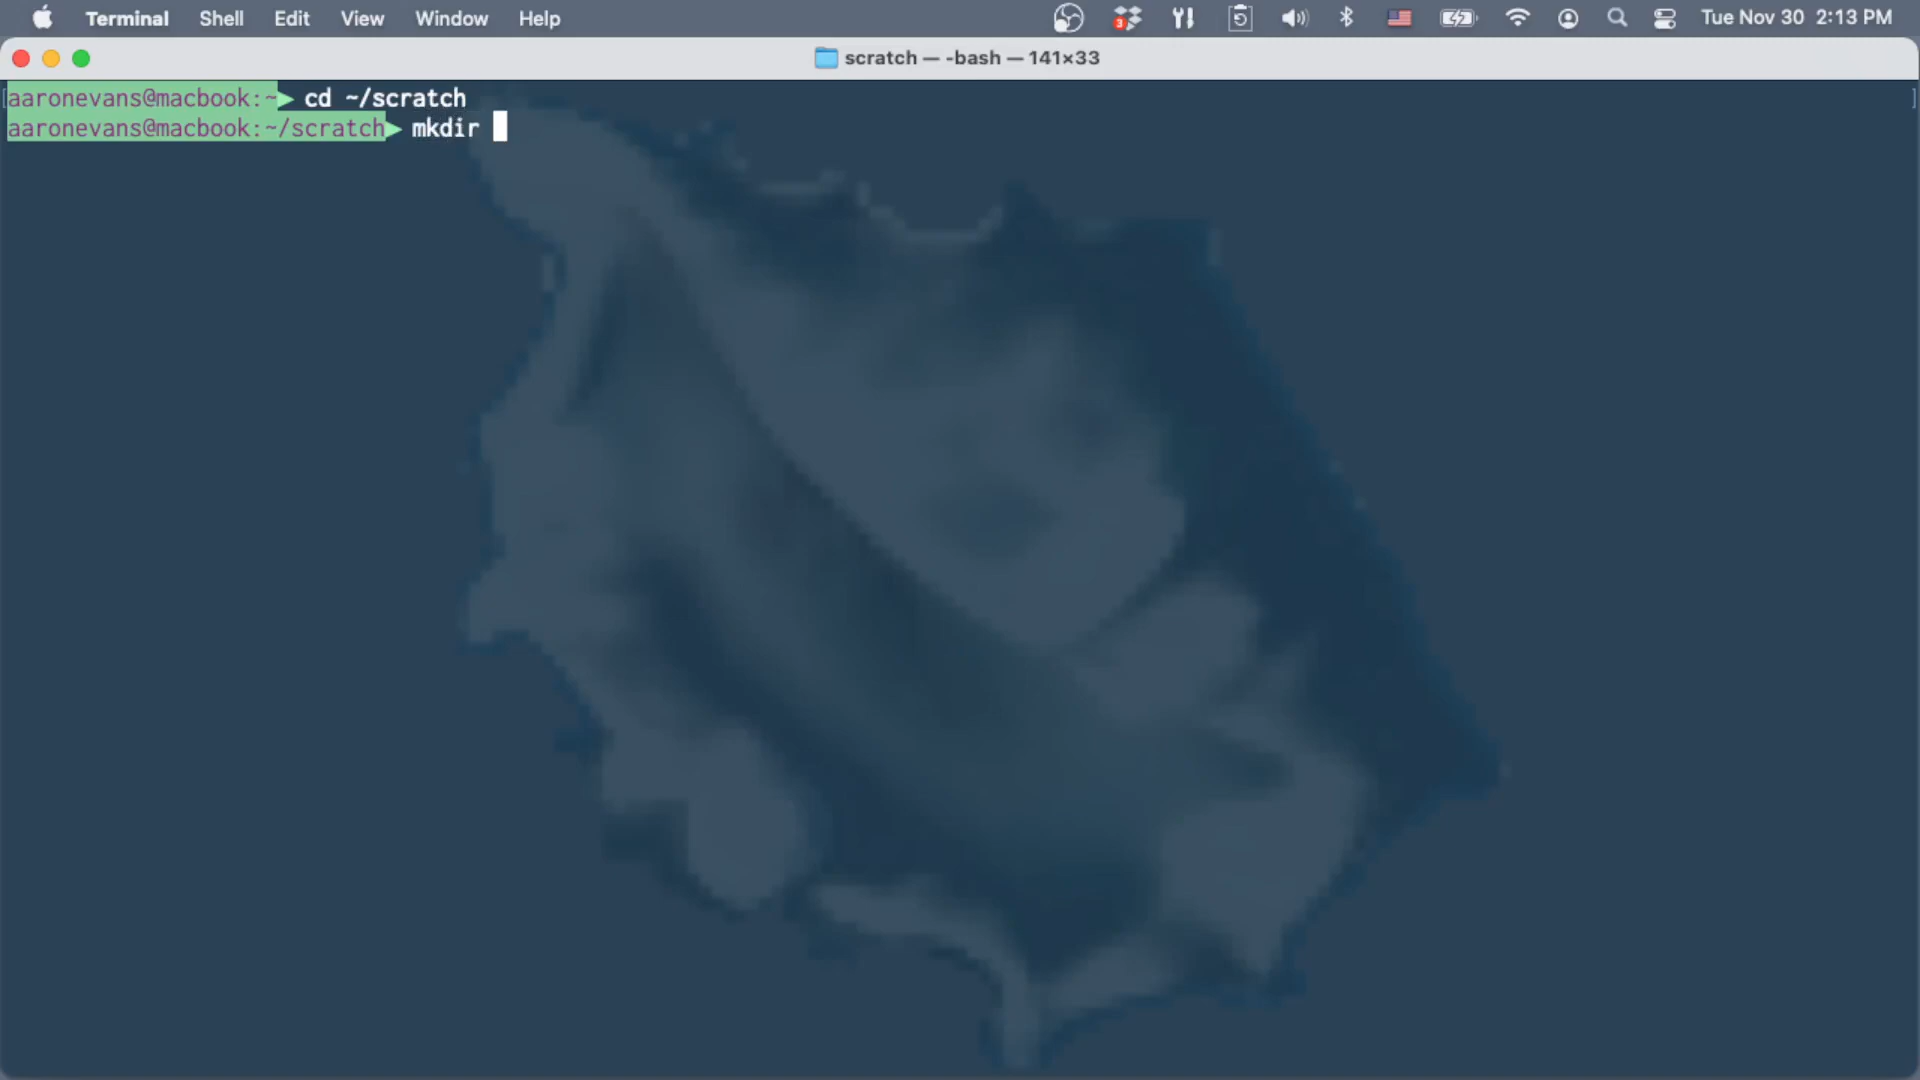 Terminal Shell Edit View Window Help 3 Tue Nov 30 2:13 PM
scratch — -bash — 141×33
[aaronevans@macbook:~ cd ~/scratch ]
aaronevans@macbook:~/scratch mkdir